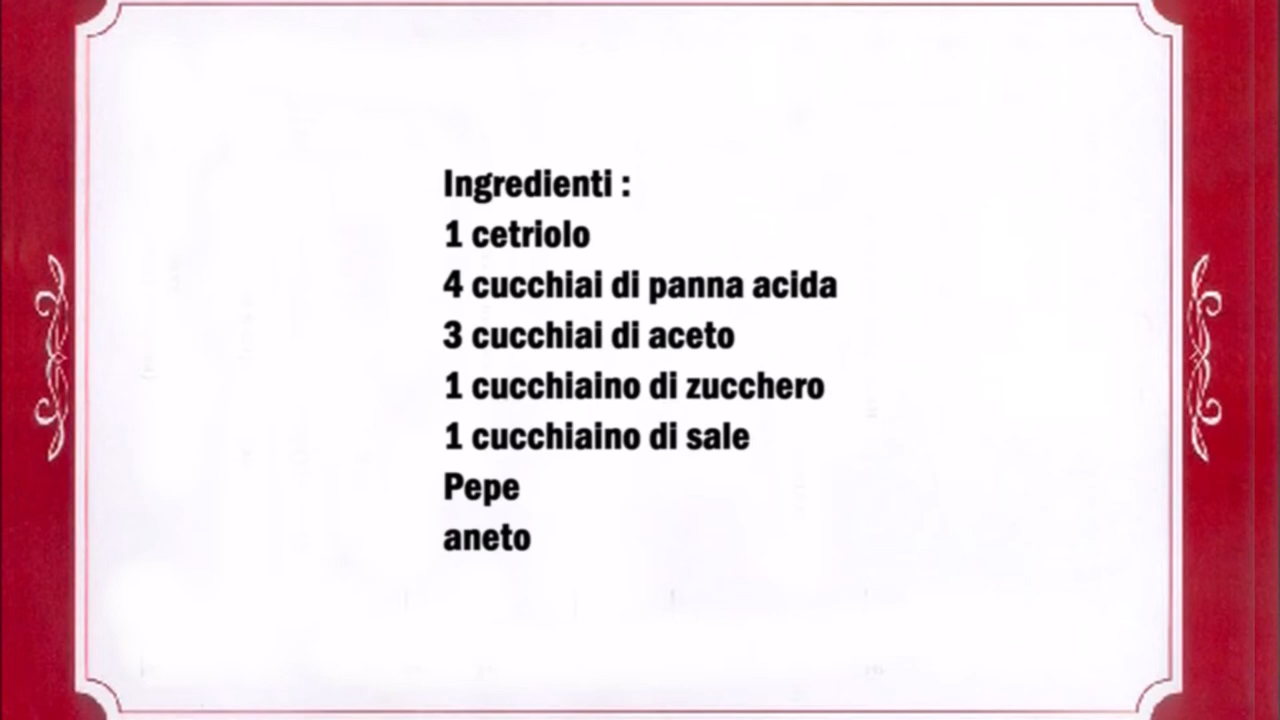 Ingredienti :
1 cetriolo
4 cucchiai di panna acida
3 cucchiai di aceto
1 cucchiaino di zucchero
1 cucchiaino di sale
Pepe
aneto